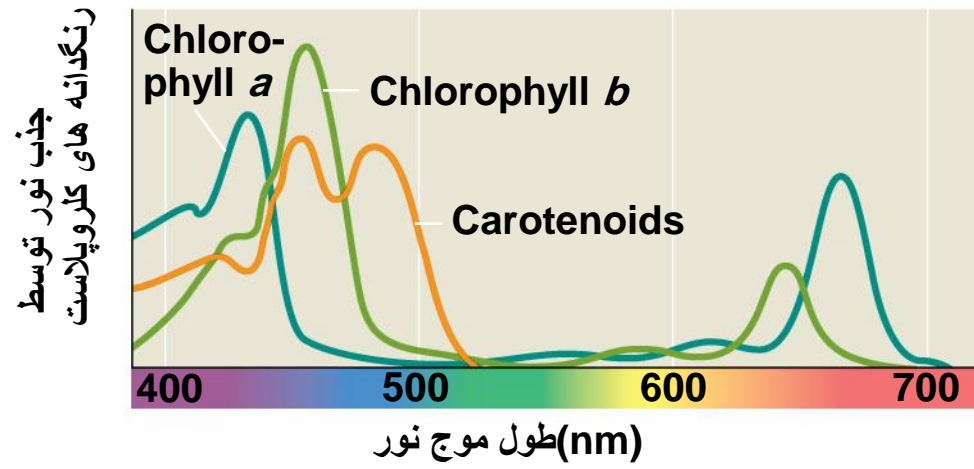 جذب نور توسط
رنگدانه های کلروپلاست
Chloro-
phyll a
Chlorophyll b
Carotenoids
400 500 600 700
طول موج نور(nm)